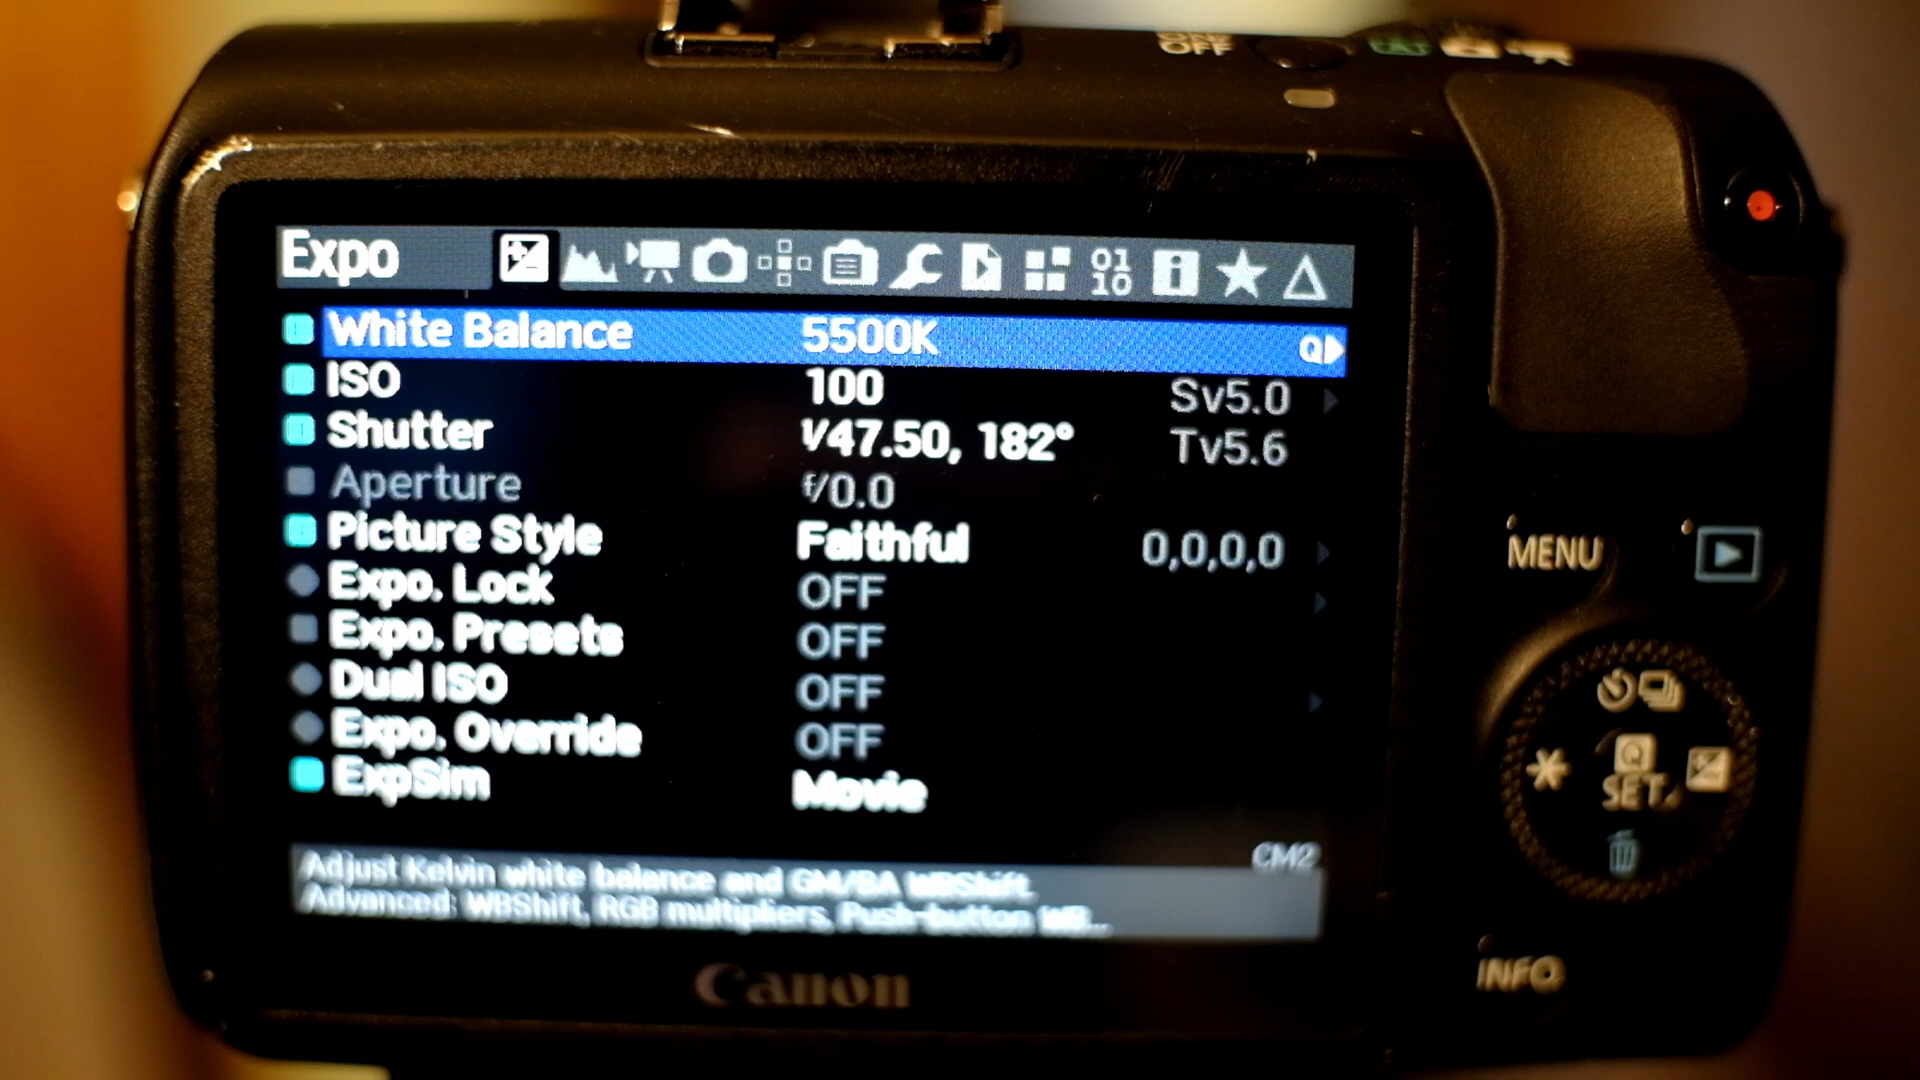 ONE
OFF
Expo
White Balance 5500K Q
ISO 100 Sv5.0
Shutter 1/47.50, 182° Tv5.6
Aperture f/0.0
Picture Style Faithful 0,0,0,0
Expo. Lock OFF
Expo. Presets OFF
Dual ISO OFF
Expo. Override OFF
ExpSim Movie
CM2
Adjust Kelvin white balance and GM/BA WBShift.
Advanced: WBShift, RGB multipliers, Push-button WB...
Canon
MENU
Q
SET
INFO